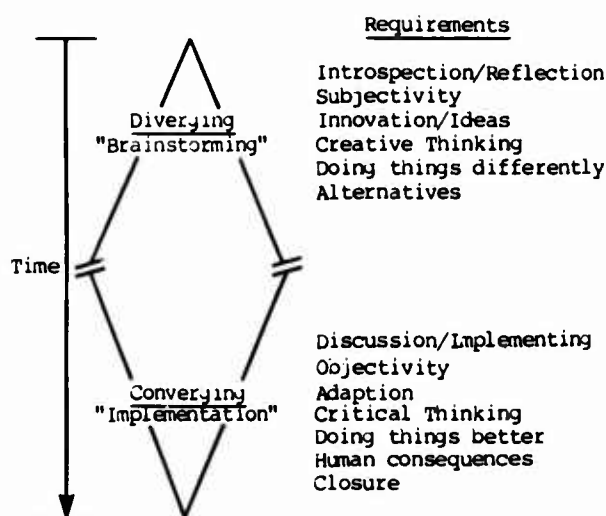 Requirements
Introspection/Reflection
Subjectivity
Innovation/Ideas
Creative Thinking
Doing things differently
Alternatives
Diverging
"Brainstorming"
Time
Discussion/Implementing
Objectivity
Adaption
Critical Thinking
Doing things better
Human consequences
Closure
Converging
"Implementation"